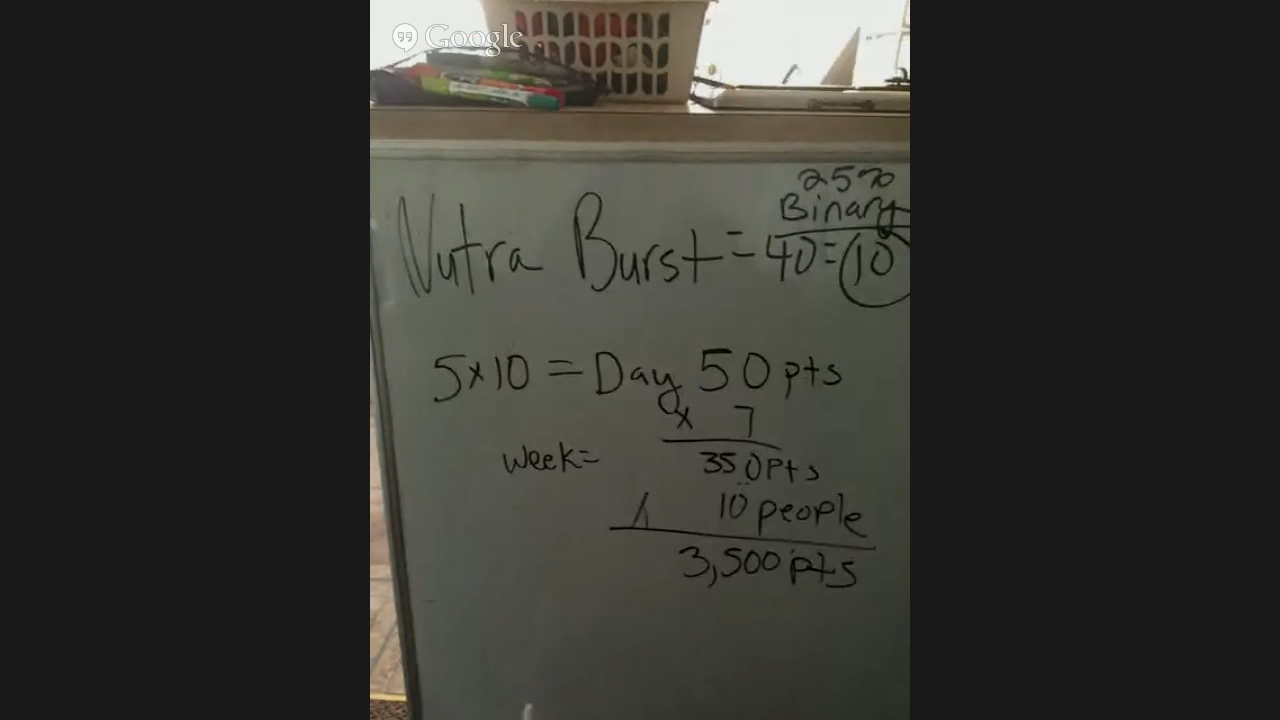 Google
25%
Binary
Nutra Burst = 40 = 10
5x10 = Day 50 pts
x 7
week= 350 pts
10 people
3,500 pts